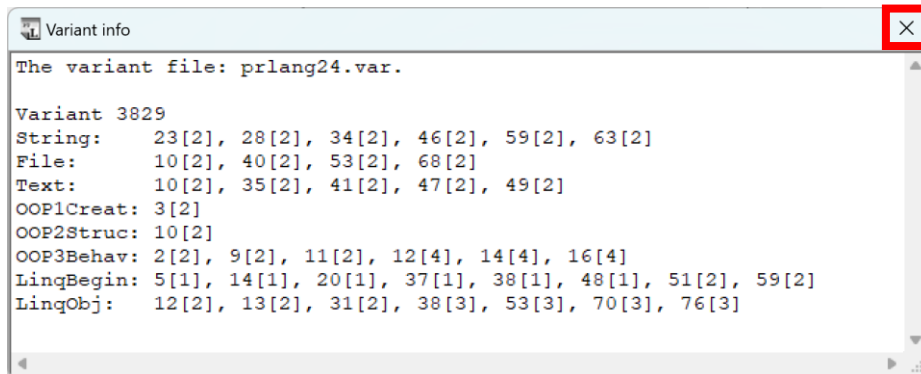 Variant info
The variant file: prlang24.var.
Variant 3829
String: 23[2], 28[2], 34[2], 46[2], 59[2], 63[2]
File: 10[2], 40[2], 53[2], 68[2]
Text: 10[2], 35[2], 41[2], 47[2], 49[2]
OOP1Creat: 3[2]
OOP2Struc: 10[2]
OOP3Behav: 2[2], 9[2], 11[2], 12[4], 14[4], 16[4]
LinqBegin: 5[1], 14[1], 20[1], 37[1], 38[1], 48[1], 51[2], 59[2]
LinqObj: 12[2], 13[2], 31[2], 38[3], 53[3], 70[3], 76[3]